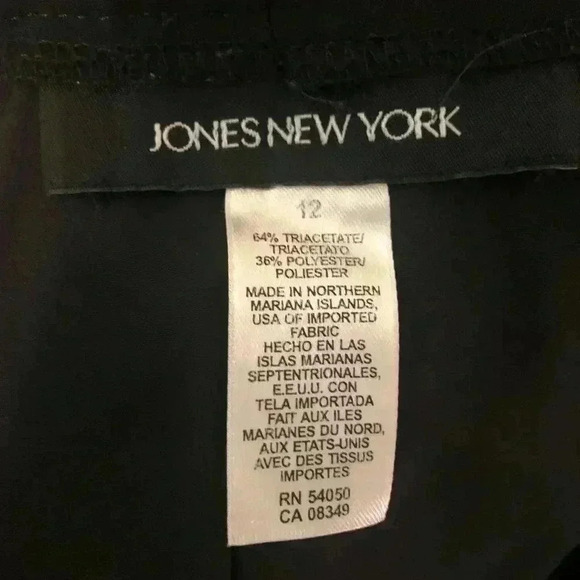 JONES NEW YORK
12
64% TRIACETATE/
TRIACETATO
36% POLYESTER/
POLIESTER
MADE IN NORTHERN
MARIANA ISLANDS,
USA OF IMPORTED
FABRIC
HECHO EN LAS
ISLAS MARIANAS
SEPTENTRIONALES,
E.E.U.U. CON
TELA IMPORTADA
FAIT AUX ILES
MARIANES DU NORD,
AUX ETATS-UNIS
AVEC DES TISSUS
IMPORTES
RN 54050
CA 08349